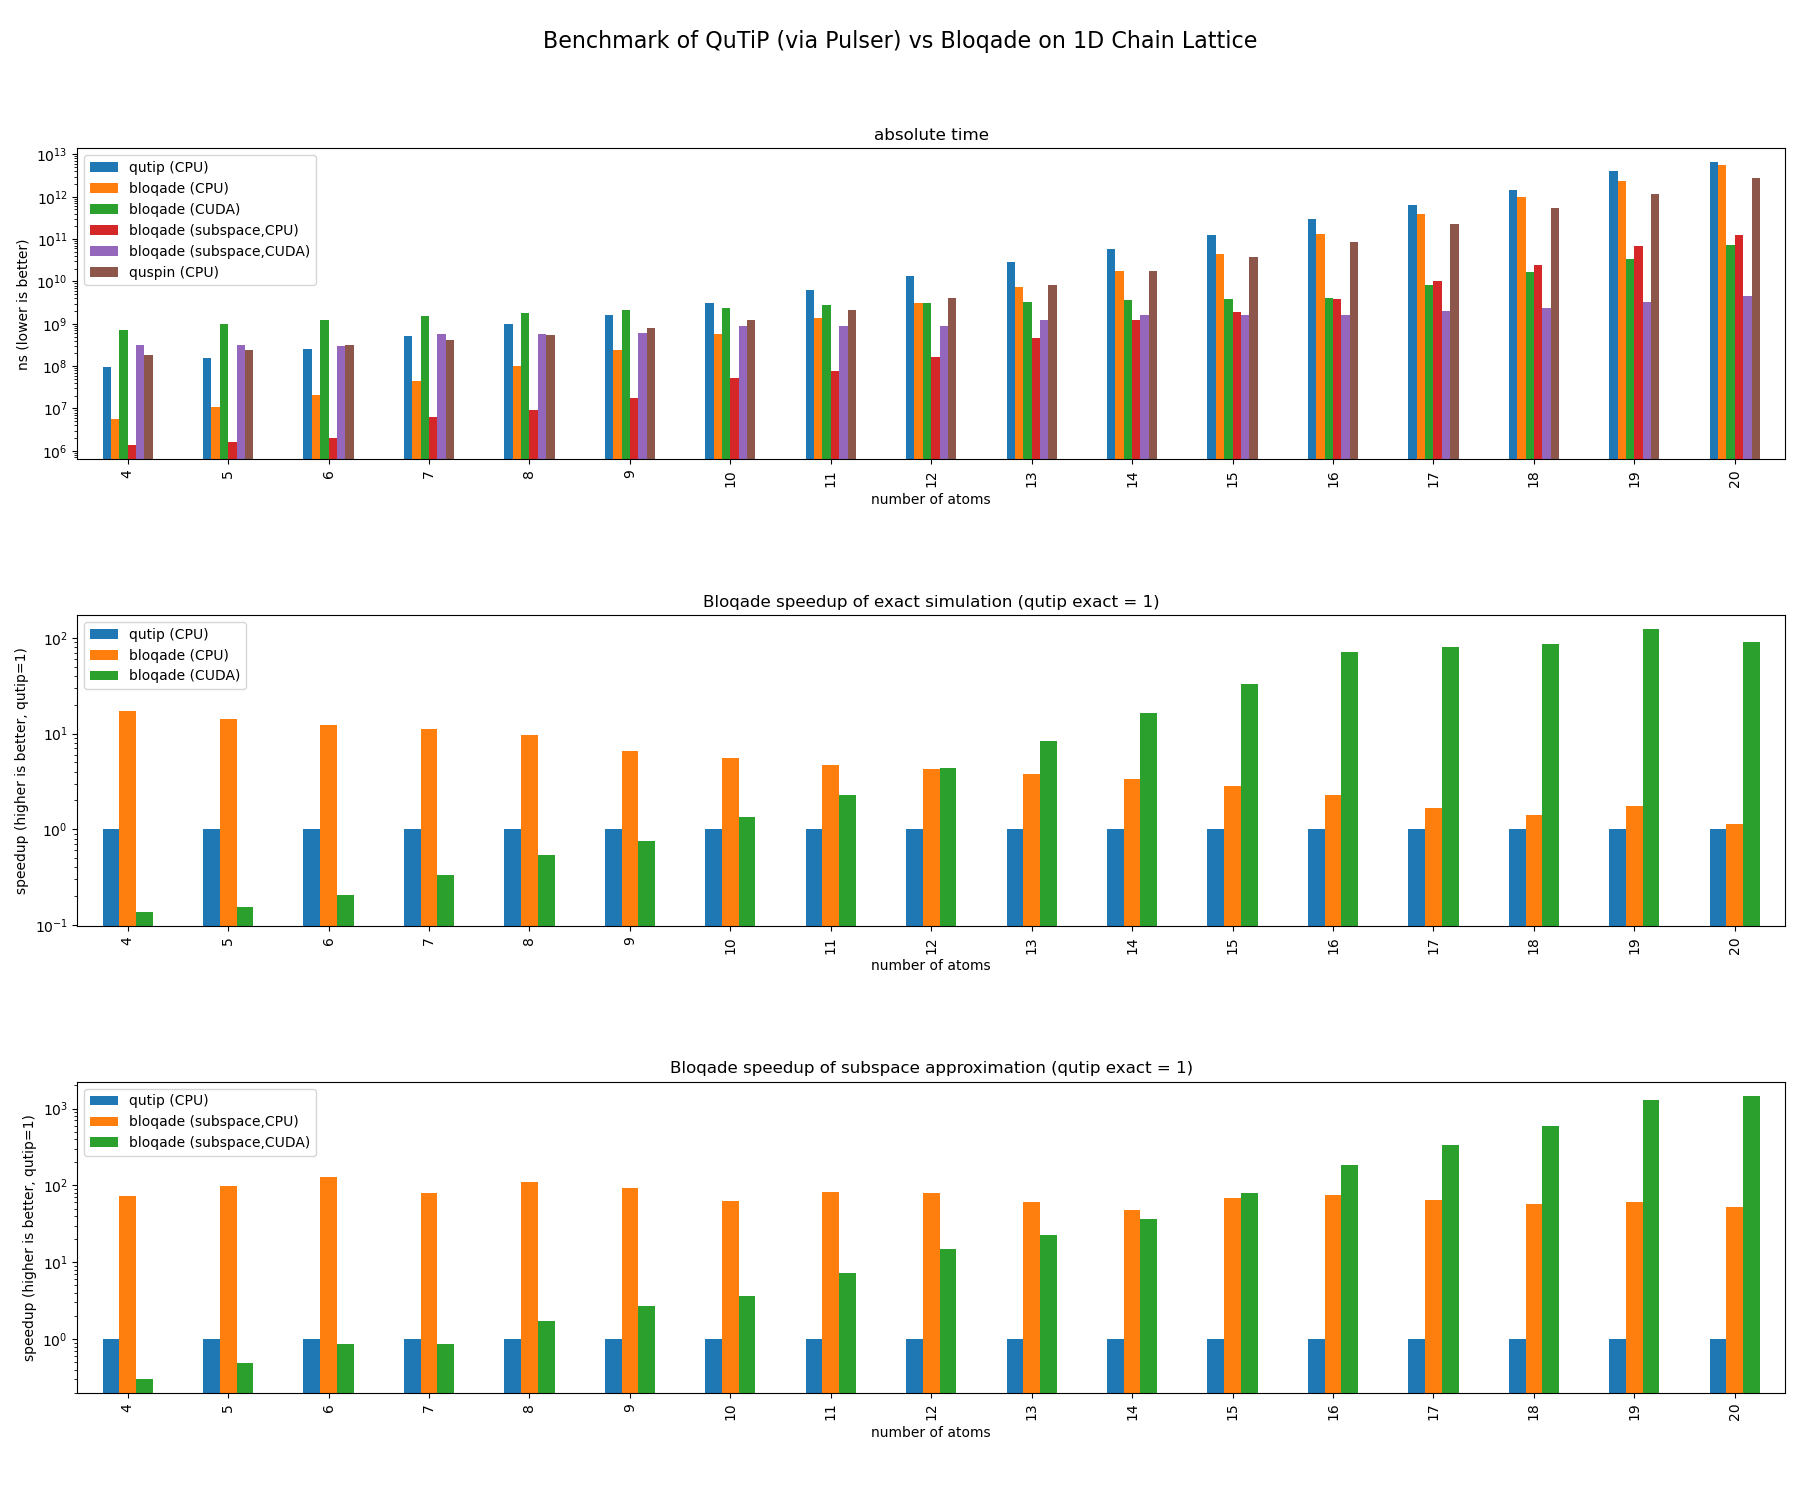 Benchmark of QuTiP (via Pulser) vs Bloqade on 1D Chain Lattice
absolute time
ns (lower is better)
10^13
10^12
10^11
10^10
10^9
10^8
10^7
10^6
qutip (CPU)
bloqade (CPU)
bloqade (CUDA)
bloqade (subspace,CPU)
bloqade (subspace,CUDA)
quspin (CPU)
4 5 6 7 8 9 10 11 12 13 14 15 16 17 18 19 20
number of atoms
Bloqade speedup of exact simulation (qutip exact = 1)
speedup (higher is better, qutip=1)
10^2
10^1
10^0
10^−1
qutip (CPU)
bloqade (CPU)
bloqade (CUDA)
4 5 6 7 8 9 10 11 12 13 14 15 16 17 18 19 20
number of atoms
Bloqade speedup of subspace approximation (qutip exact = 1)
speedup (higher is better, qutip=1)
10^3
10^2
10^1
10^0
qutip (CPU)
bloqade (subspace,CPU)
bloqade (subspace,CUDA)
4 5 6 7 8 9 10 11 12 13 14 15 16 17 18 19 20
number of atoms